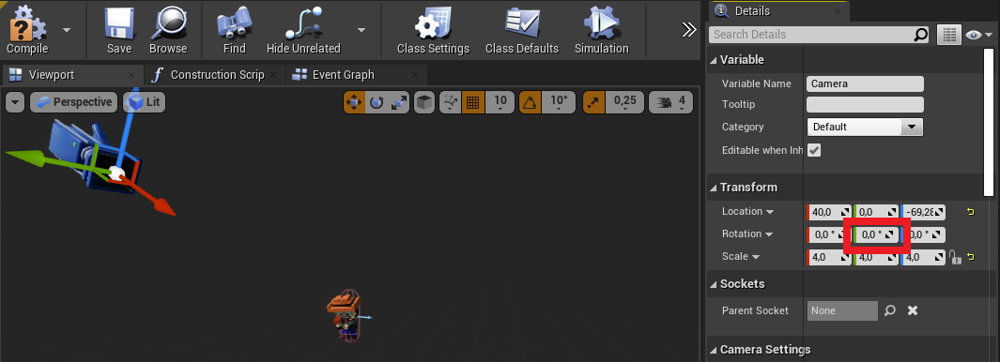 Compile
Save
Browse
Find
Hide Unrelated
Class Settings
Class Defaults
Simulation
Viewport
Construction Scrip
Event Graph
Perspective
Lit
10
10°
0,25
4
Details
Search Details
Variable
Variable Name
Camera
Tooltip
Category
Default
Editable when Inh
Transform
Location
40,0
0,0
-69,28
Rotation
0,0 °
0,0 °
0,0 °
Scale
4,0
4,0
4,0
Sockets
Parent Socket
None
Camera Settings